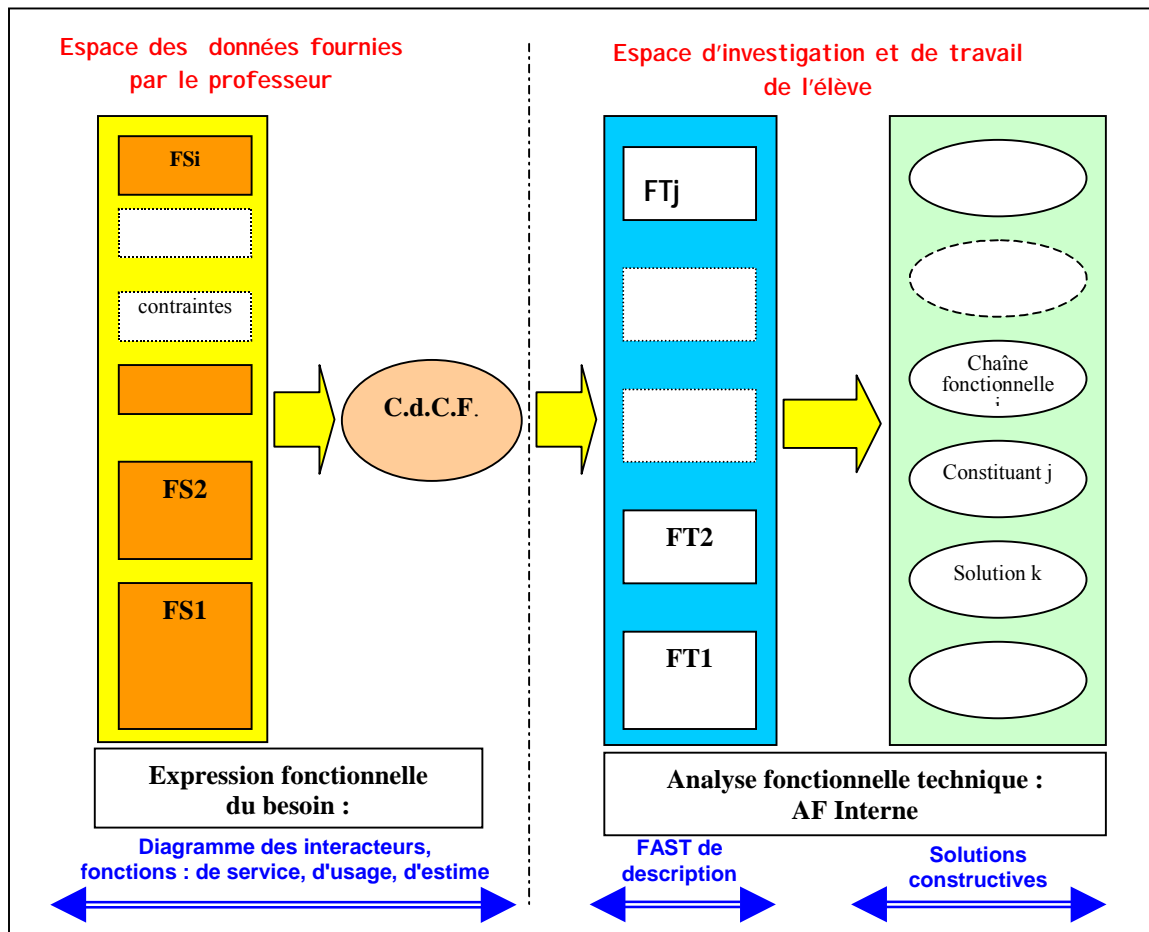 Espace des données fournies
par le professeur
Espace d'investigation et de travail
de l'élève
FSi
contraintes
FS2
FS1
C.d.C.F.
FTj
FT2
FT1
Chaîne
fonctionnelle
Constituant j
Solution k
Expression fonctionnelle
du besoin :
Analyse fonctionnelle technique :
AF Interne
Diagramme des interacteurs,
fonctions : de service, d'usage, d'estime
FAST de
description
Solutions
constructives